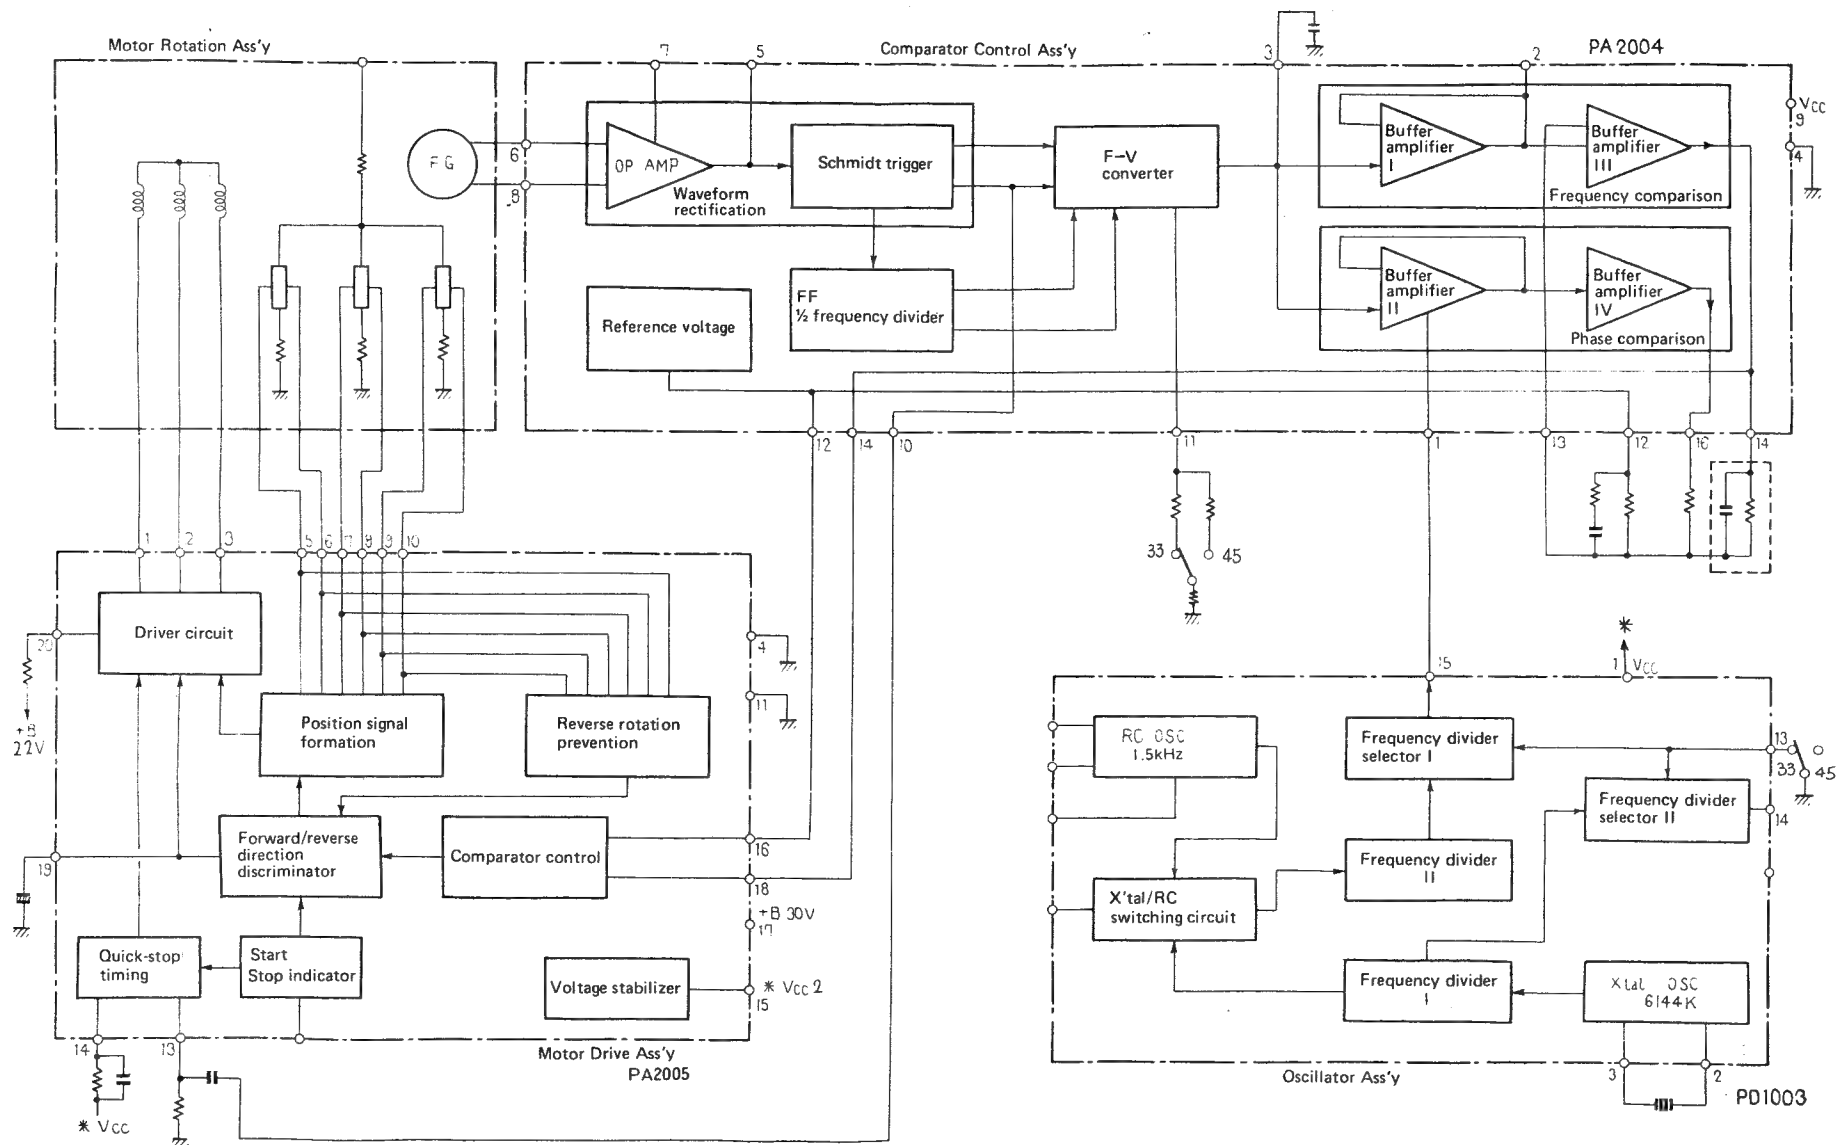 Motor Rotation Ass'y
Comparator Control Ass'y
PA2004
7
5
3
2
VCC
9
4
6
8
FG
OP AMP
Waveform
rectification
Schmidt trigger
F-V
converter
Buffer
amplifier
I
Buffer
amplifier
III
Frequency comparison
Reference voltage
FF
½ frequency divider
Buffer
amplifier
II
Buffer
amplifier
IV
Phase comparison
12
14
10
11
1
13
12
16
14
33
45
1
2
3
5
6
7
8
9
10
Driver circuit
20
+B
22V
4
11
Position signal
formation
Reverse rotation
prevention
Forward/reverse
direction
discriminator
Comparator control
16
18
19
+B 30V
17
Quick-stop
timing
Start
Stop indicator
Voltage stabilizer
* Vcc 2
15
14
13
Motor Drive Ass'y
PA2005
* Vcc
15
*
1
Vcc
RC OSC
1.5kHz
Frequency divider
selector I
13
33
45
Frequency divider
selector II
14
X'tal/RC
switching circuit
Frequency divider
II
Frequency divider
I
Xtal OSC
6144K
3
2
Oscillator Ass'y
PD1003